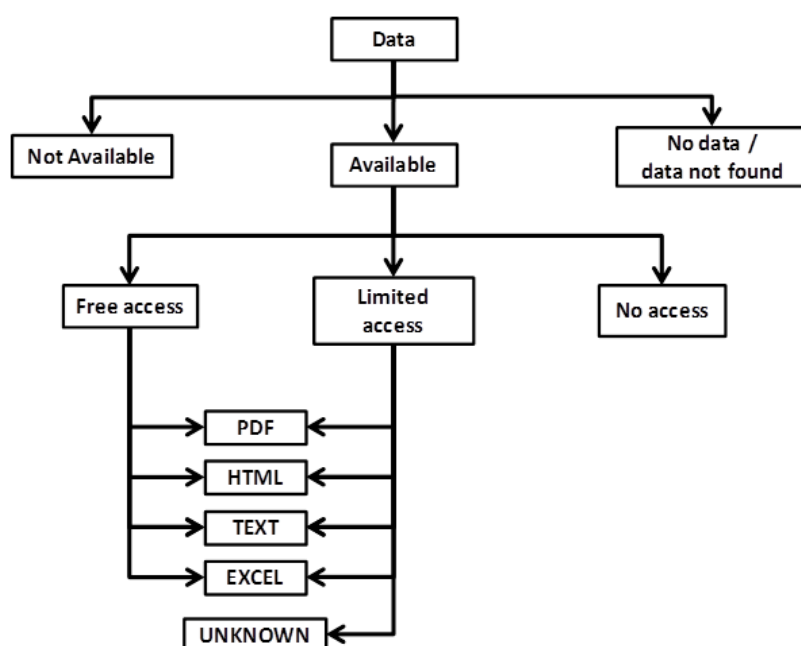 Data
Not Available
Available
No data /
data not found
Free access
Limited
access
No access
PDF
HTML
TEXT
EXCEL
UNKNOWN